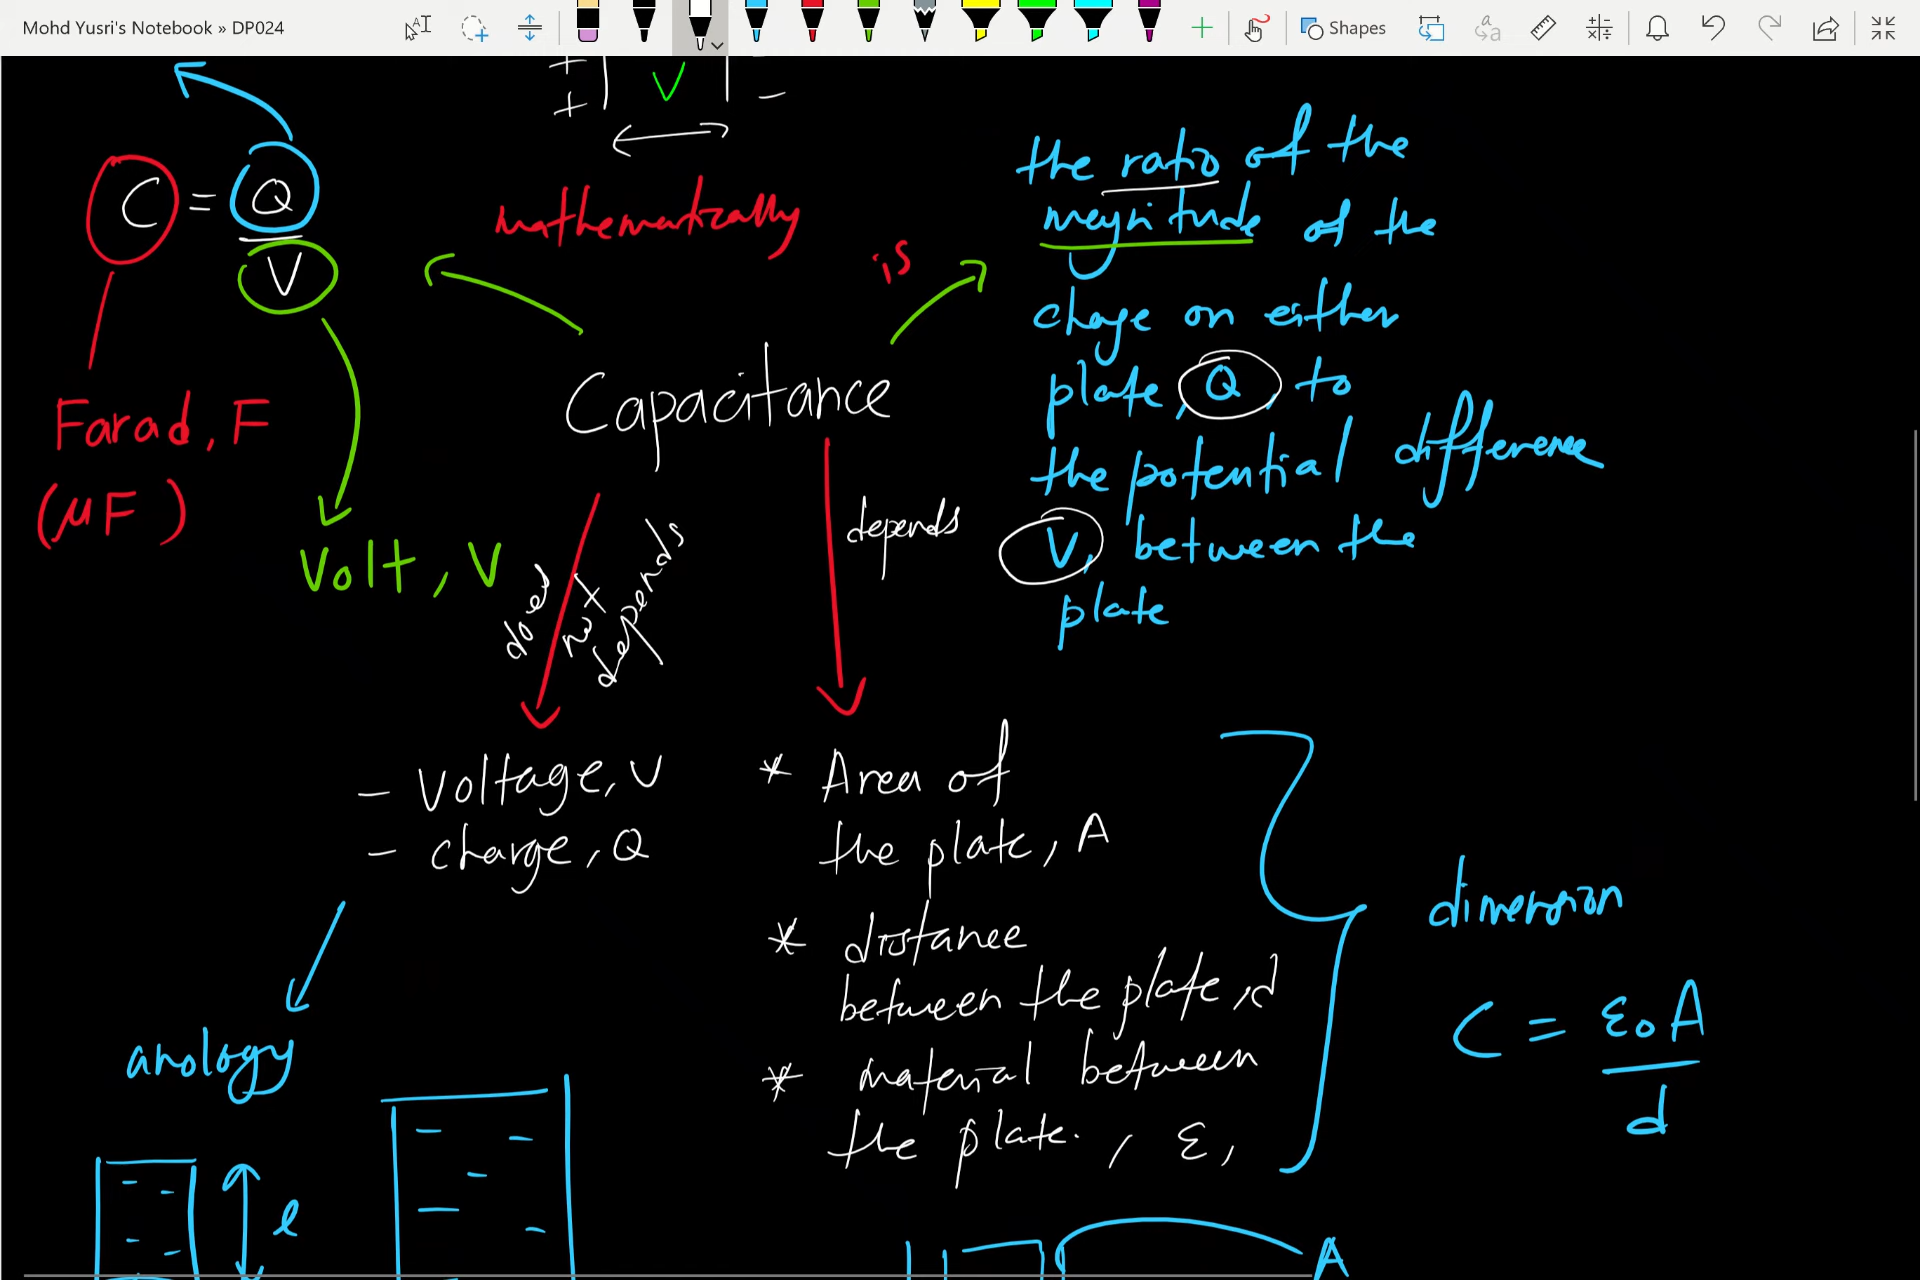 Mohd Yusri's Notebook » DP024
Shapes
+ V -
+
C = Q
V
mathematically
is
the ratio of the
megnitude of the
charge on either
plate, Q, to
the potential difference
V, between the
plate
Capacitance
Farad, F
(μF)
Volt, V
does
not
depends
depends
- Voltage, V
- charge, Q
* Area of
the plate, A
* distance
between the plate, d
* material between
the plate. , ε,
dimension
C = ε₀A
d
anology
l
A